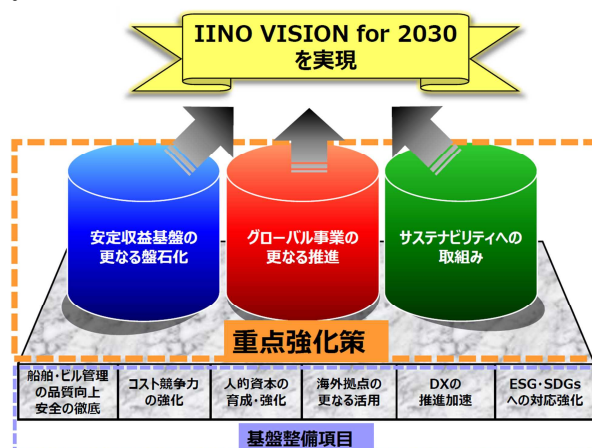 IINO VISION for 2030
を実現
安定収益基盤の
更なる盤石化
グローバル事業の
更なる推進
サステナビリティへの
取組み
重点強化策
船舶・ビル管理
の品質向上
安全の徹底
コスト競争力
の強化
人的資本の
育成・強化
海外拠点の
更なる活用
DXの
推進加速
ESG・SDGs
への対応強化
基盤整備項目